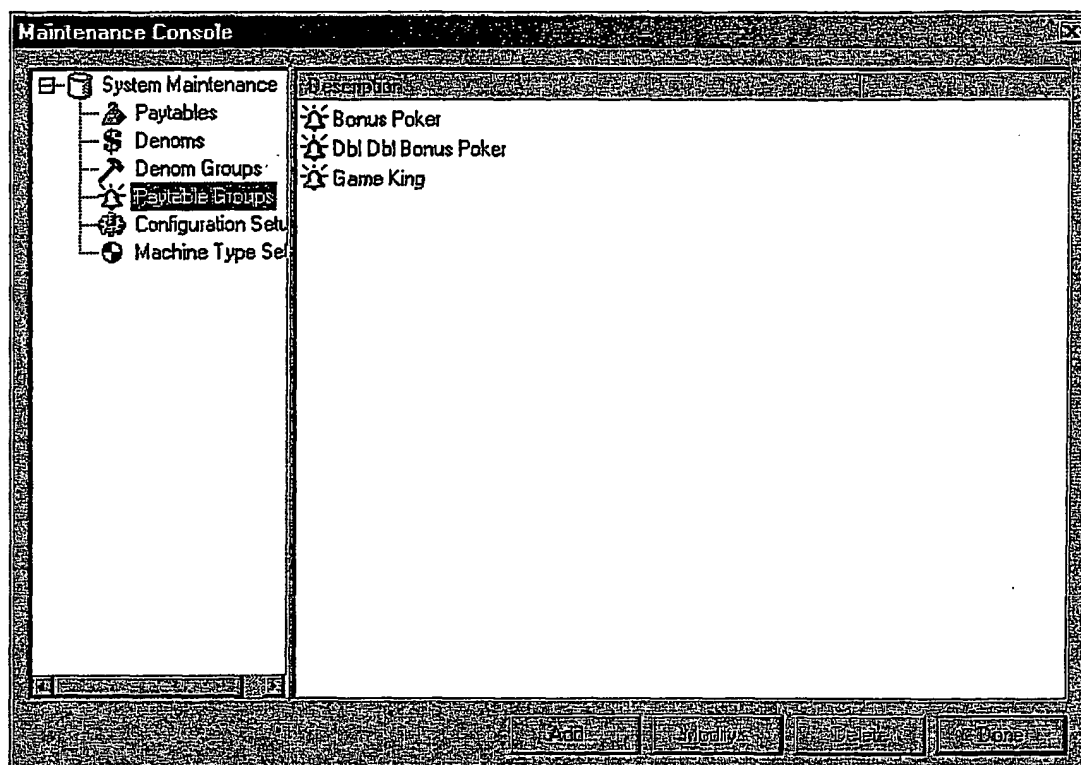 Maintenance Console
System Maintenance
Paytables
Denoms
Denom Groups
Paytable Groups
Configuration Setu
Machine Type Set
Description
Bonus Poker
Dbl Dbl Bonus Poker
Game King
Add
Modify
Delete
Done